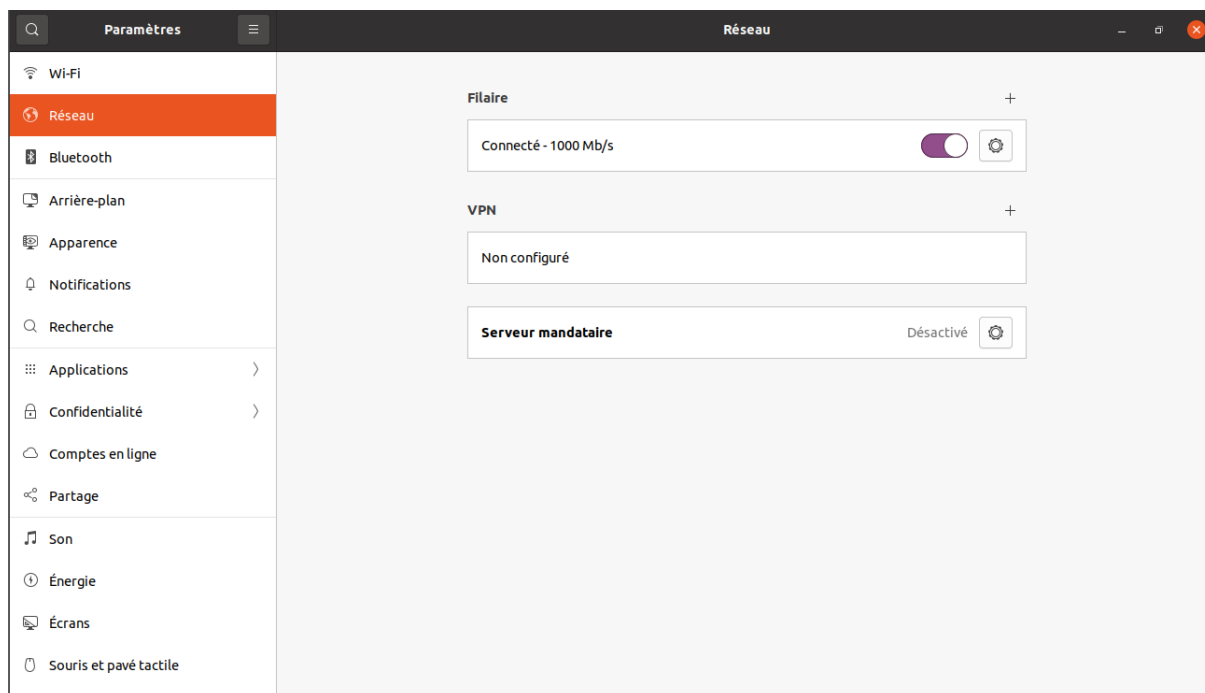 Paramètres
Réseau
Wi-Fi
Réseau
Bluetooth
Arrière-plan
Apparence
Notifications
Recherche
Applications
Confidentialité
Comptes en ligne
Partage
Son
Énergie
Écrans
Souris et pavé tactile
Filaire
Connecté - 1000 Mb/s
VPN
Non configuré
Serveur mandataire
Désactivé